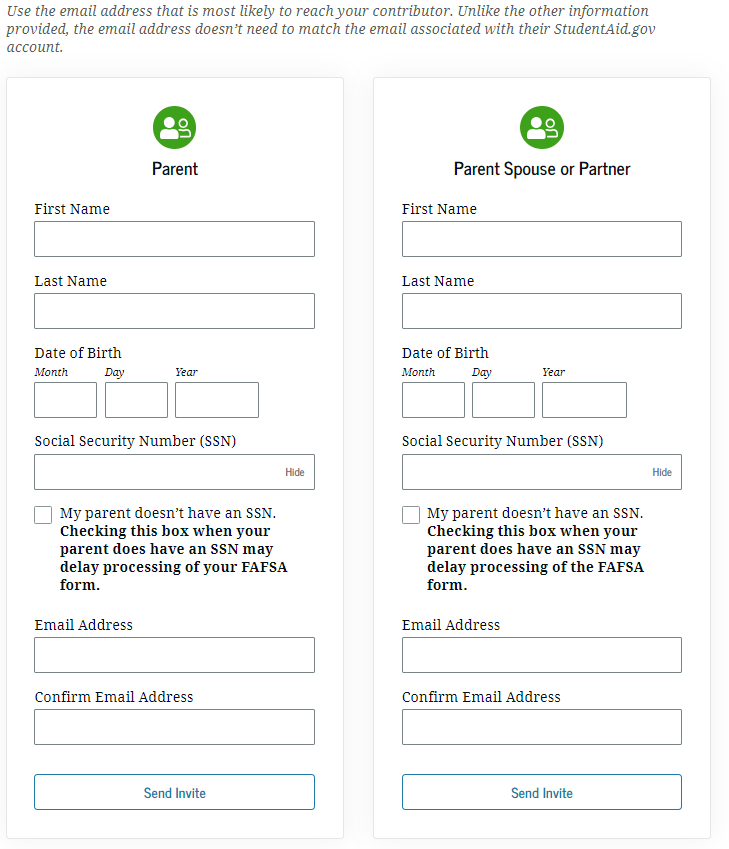 Use the email address that is most likely to reach your contributor. Unlike the other information
provided, the email address doesn’t need to match the email associated with their StudentAid.gov
account.
Parent
First Name
Last Name
Date of Birth
Month Day Year
Social Security Number (SSN)
Hide
My parent doesn’t have an SSN.
Checking this box when your
parent does have an SSN may
delay processing of your FAFSA
form.
Email Address
Confirm Email Address
Send Invite
Parent Spouse or Partner
First Name
Last Name
Date of Birth
Month Day Year
Social Security Number (SSN)
Hide
My parent doesn’t have an SSN.
Checking this box when your
parent does have an SSN may
delay processing of the FAFSA
form.
Email Address
Confirm Email Address
Send Invite